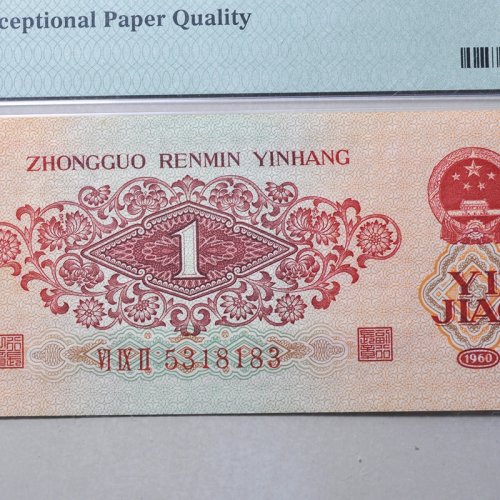 ceptional Paper Quality
ZHONGGUO RENMIN YINHANG
1
YI
JIAO
VI IX II 5318183
1960